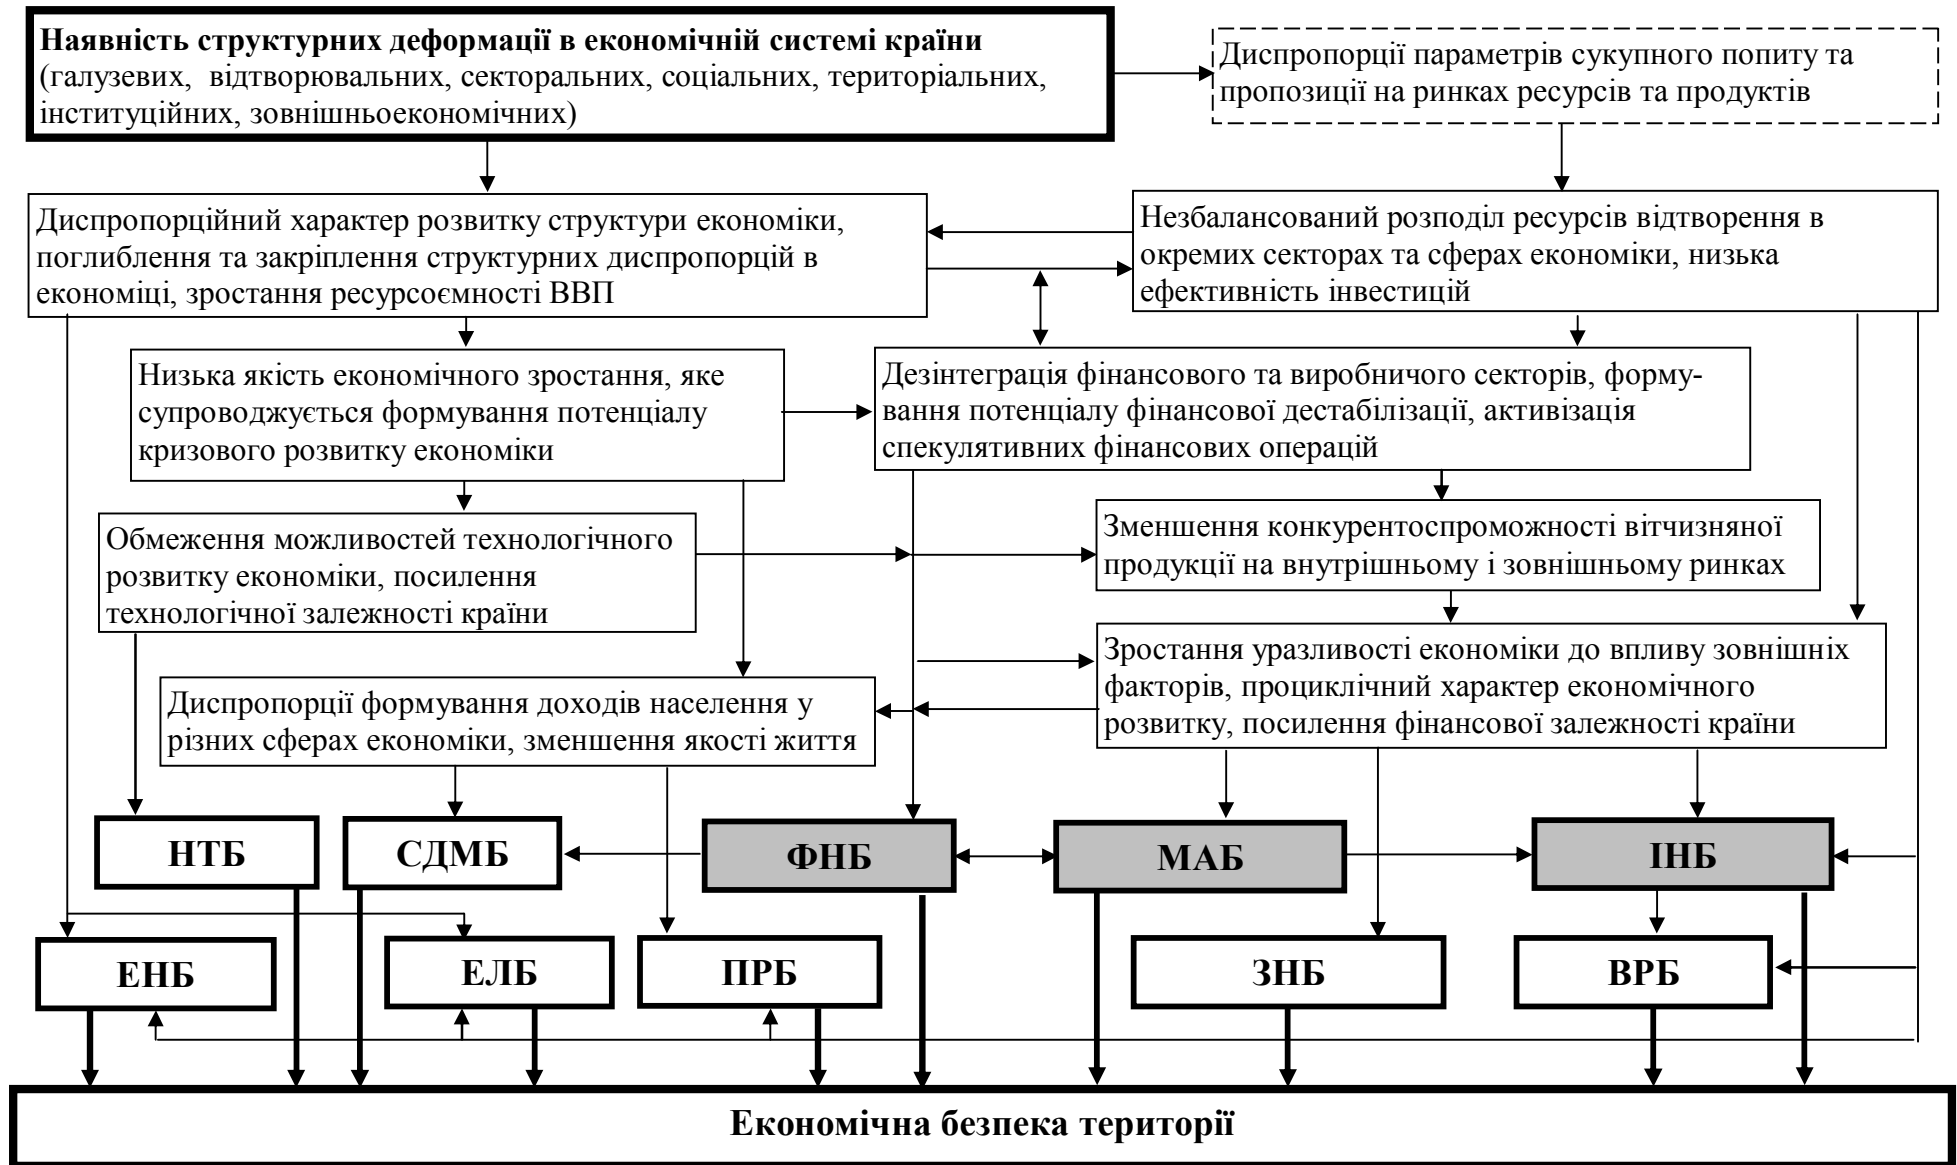 Наявність структурних деформації в економічній системі країни
(галузевих, відтворювальних, секторальних, соціальних, територіальних,
інституційних, зовнішньоекономічних)
Диспропорції параметрів сукупного попиту та
пропозиції на ринках ресурсів та продуктів
Диспропорційний характер розвитку структури економіки,
поглиблення та закріплення структурних диспропорцій в
економіці, зростання ресурсоємності ВВП
Незбалансований розподіл ресурсів відтворення в
окремих секторах та сферах економіки, низька
ефективність інвестицій
Низька якість економічного зростання, яке
супроводжується формування потенціалу
кризового розвитку економіки
Дезінтеграція фінансового та виробничого секторів, форму-
вання потенціалу фінансової дестабілізації, активізація
спекулятивних фінансових операцій
Обмеження можливостей технологічного
розвитку економіки, посилення
технологічної залежності країни
Зменшення конкурентоспроможності вітчизняної
продукції на внутрішньому і зовнішньому ринках
Зростання уразливості економіки до впливу зовнішніх
факторів, проциклічний характер економічного
розвитку, посилення фінансової залежності країни
Диспропорції формування доходів населення у
різних сферах економіки, зменшення якості життя
НТБ
СДМБ
ФНБ
МАБ
ІНБ
ЕНБ
ЕЛБ
ПРБ
ЗНБ
ВРБ
Економічна безпека території